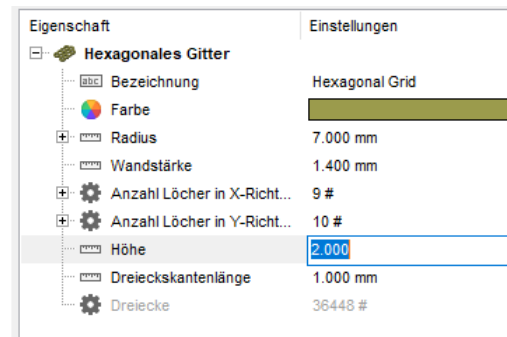 Eigenschaft Einstellungen
Hexagonales Gitter
abc Bezeichnung Hexagonal Grid
Farbe
Radius 7.000 mm
Wandstärke 1.400 mm
Anzahl Löcher in X-Richt... 9 #
Anzahl Löcher in Y-Richt... 10 #
Höhe 2.000
Dreieckskantenlänge 1.000 mm
Dreiecke 36448 #